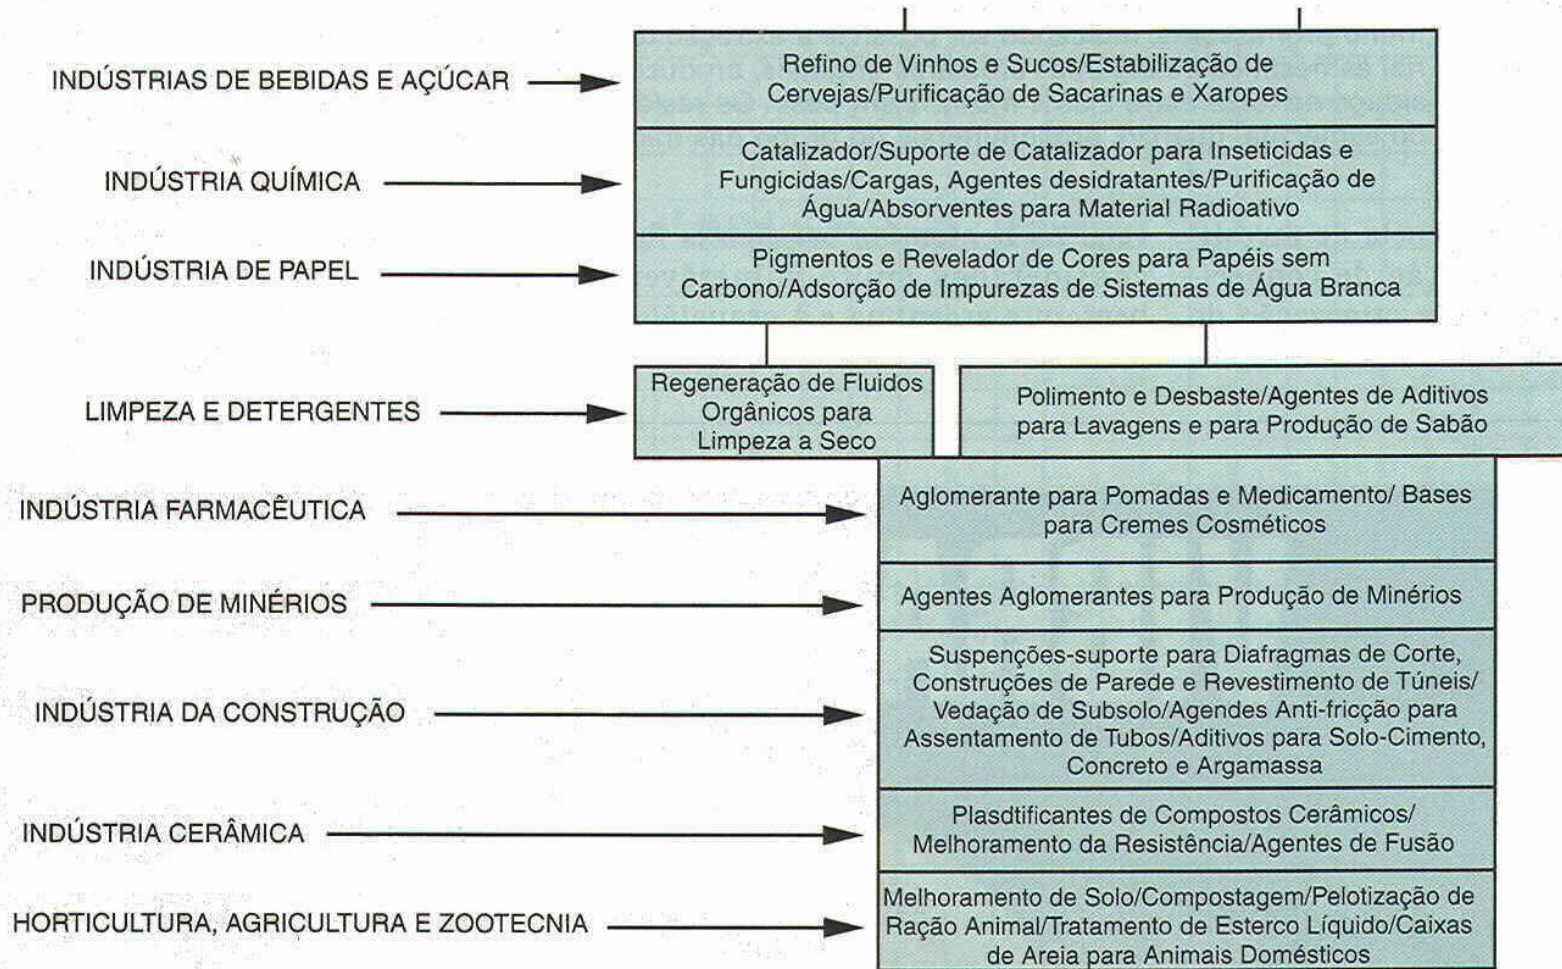 INDÚSTRIAS DE BEBIDAS E AÇÚCAR
Refino de Vinhos e Sucos/Estabilização de
Cervejas/Purificação de Sacarinas e Xaropes
INDÚSTRIA QUÍMICA
Catalizador/Suporte de Catalizador para Inseticidas e
Fungicidas/Cargas, Agentes desidratantes/Purificação de
Água/Absorventes para Material Radioativo
INDÚSTRIA DE PAPEL
Pigmentos e Revelador de Cores para Papéis sem
Carbono/Adsorção de Impurezas de Sistemas de Água Branca
LIMPEZA E DETERGENTES
Regeneração de Fluidos
Orgânicos para
Limpeza a Seco
Polimento e Desbaste/Agentes de Aditivos
para Lavagens e para Produção de Sabão
INDÚSTRIA FARMACÊUTICA
Aglomerante para Pomadas e Medicamento/ Bases
para Cremes Cosméticos
PRODUÇÃO DE MINÉRIOS
Agentes Aglomerantes para Produção de Minérios
INDÚSTRIA DA CONSTRUÇÃO
Suspenções-suporte para Diafragmas de Corte,
Construções de Parede e Revestimento de Túneis/
Vedação de Subsolo/Agendes Anti-fricção para
Assentamento de Tubos/Aditivos para Solo-Cimento,
Concreto e Argamassa
INDÚSTRIA CERÂMICA
Plasdtificantes de Compostos Cerâmicos/
Melhoramento da Resistência/Agentes de Fusão
HORTICULTURA, AGRICULTURA E ZOOTECNIA
Melhoramento de Solo/Compostagem/Pelotização de
Ração Animal/Tratamento de Esterco Líquido/Caixas
de Areia para Animais Domésticos